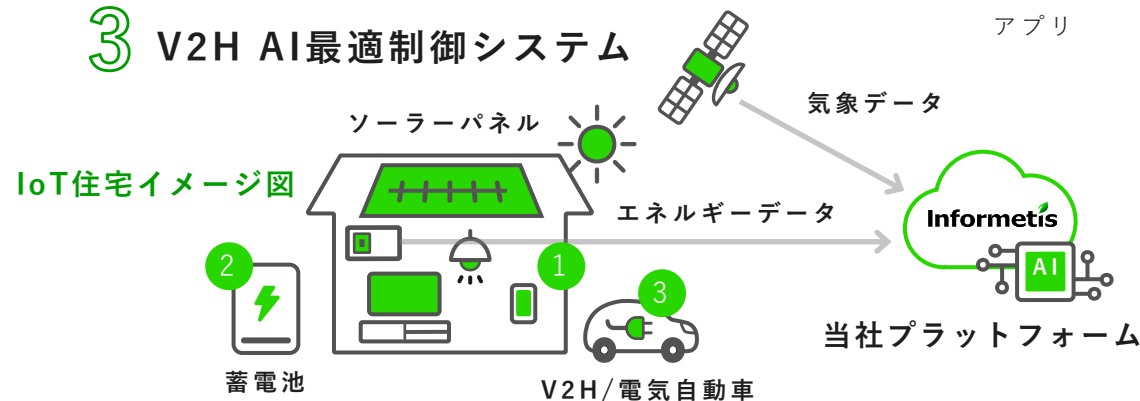 3 V2H AI最適制御システム
アプリ
気象データ
ソーラーパネル
IoT住宅イメージ図
エネルギーデータ
Informetis
AI
1
2
3
当社プラットフォーム
蓄電池
V2H/電気自動車